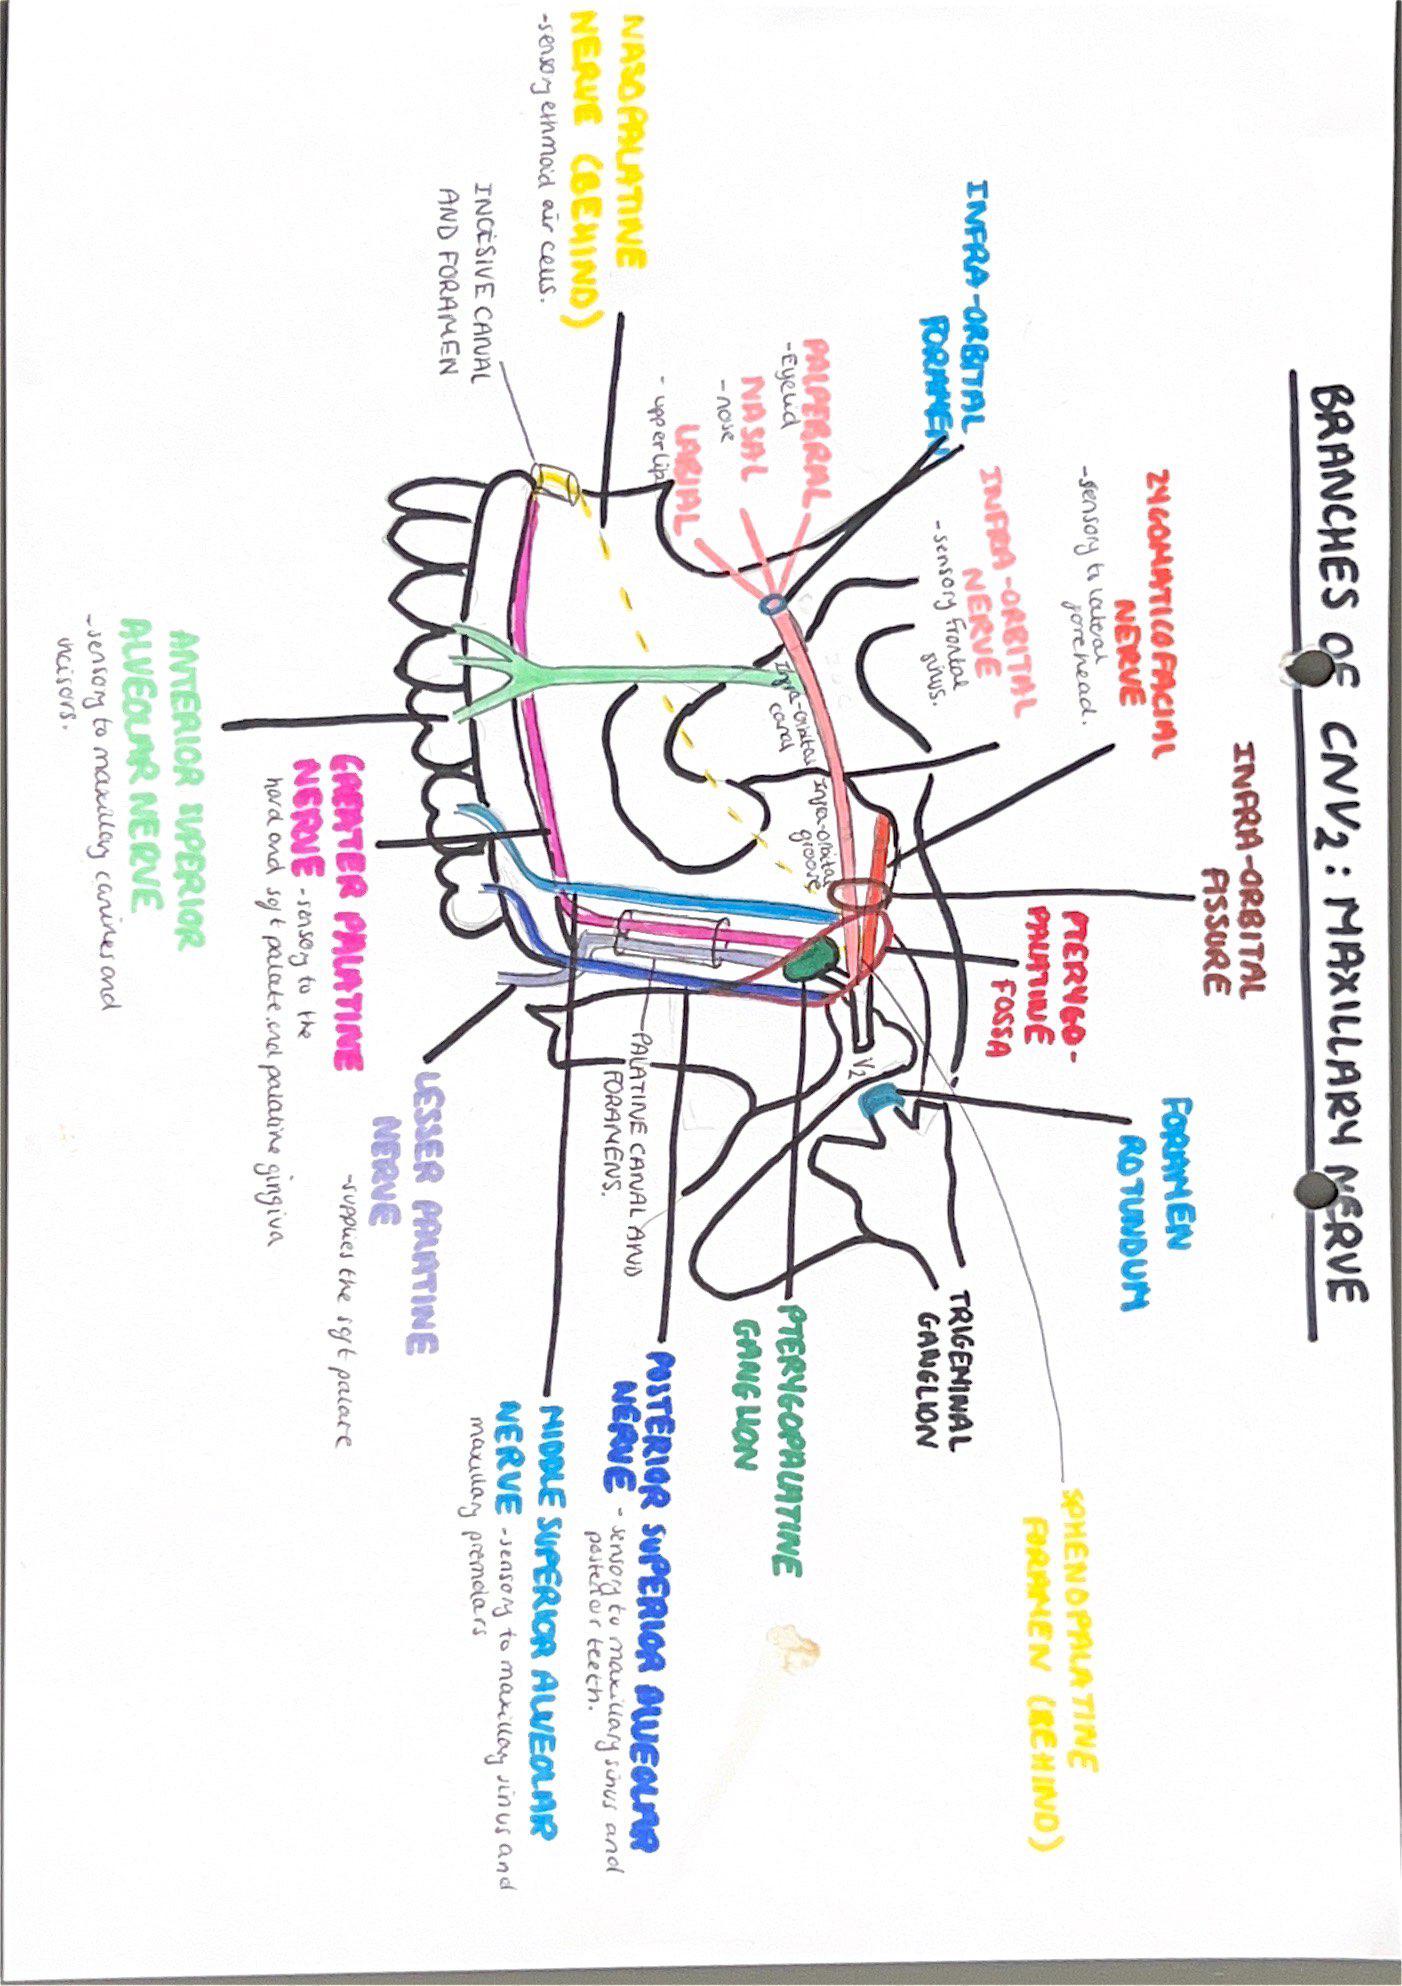 BRANCHES OF CNV2: MAXILLARY NERVE
INFRA-ORBITAL
FISSURE
FORAMEN
ROTUNDUM
ZYGOMATICOFACIAL
NERVE
-sensory to lateral
forehead.
PTERYGO-
PALATINE
FOSSA
SPHENOPALATINE
FORAMEN (BEHIND)
INFRA-ORBITAL
NERVE
-sensory frontal
sinus.
INFRA-ORBITAL
FORAMEN
TRIGEMINAL
GANGLION
V2
PALPEBRAL
-Eyelid
NASAL
-nose
LABIAL
- upper lip
Infra-orbital
canal
Infra-orbital
groove
PTERYGOPALATINE
GANGLION
POSTERIOR SUPERIOR ALVEOLAR
NERVE - sensory to maxillary sinus and
posterior teeth.
PALATINE CANAL AND
FORAMENS.
NASOPALATINE
NERVE (BEHIND)
-sensory ethmoid air cells.
MIDDLE SUPERIOR ALVEOLAR
NERVE -sensory to maxillary sinus and
maxillary premolars
INCISIVE CANAL
AND FORAMEN
LESSER PALATINE
NERVE
-supplies the soft palate
GREATER PALATINE
NERVE -sensory to the
hard and soft palate and palatine gingiva
ANTERIOR SUPERIOR
ALVEOLAR NERVE
-sensory to maxillary canines and
incisors.